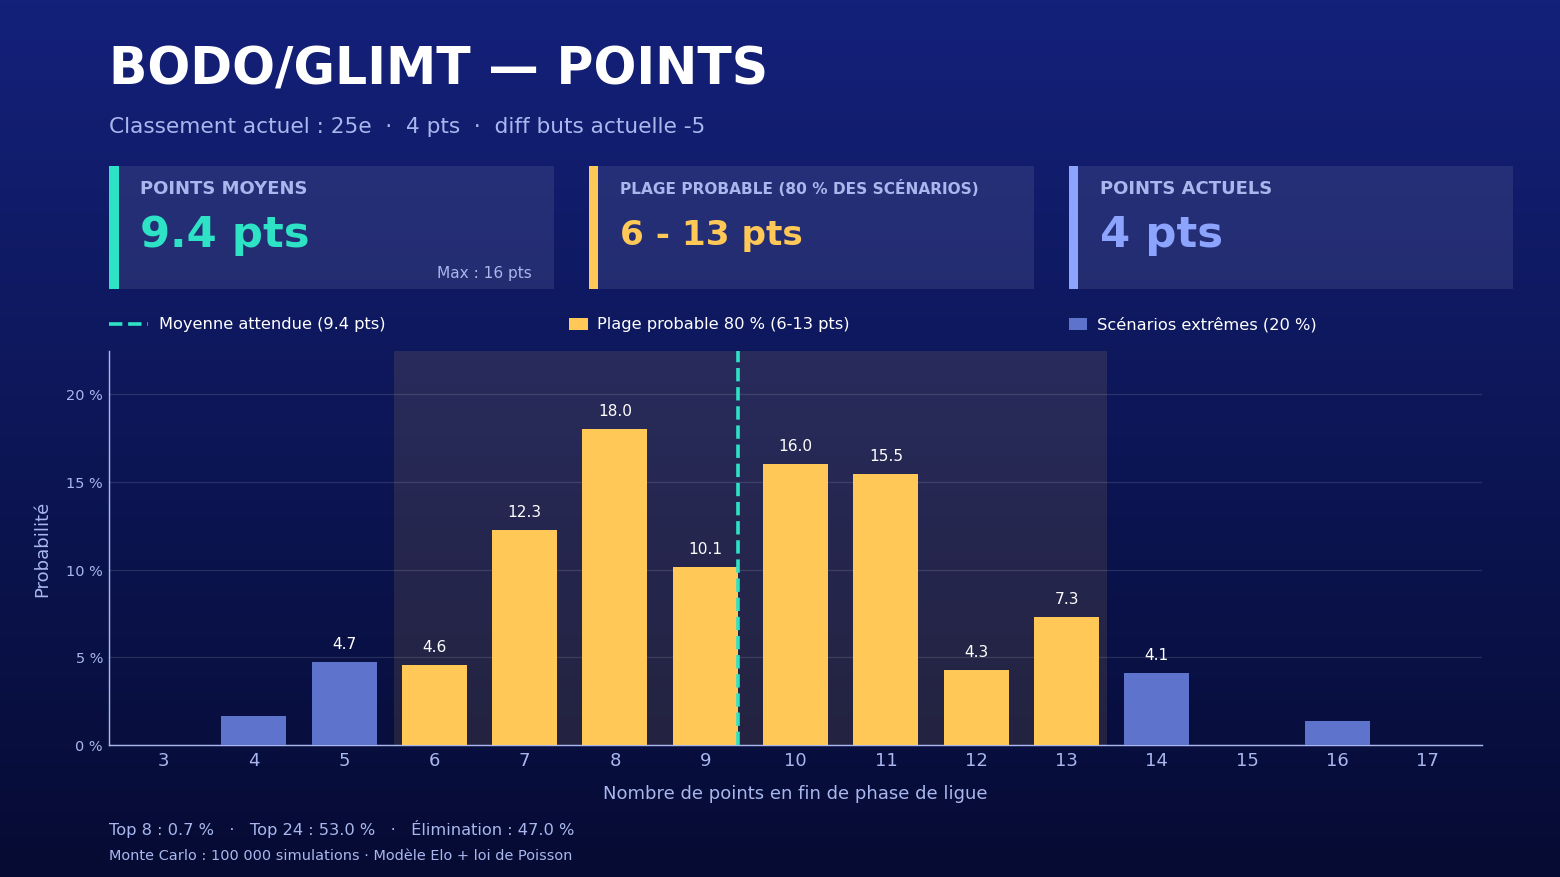 BODO/GLIMT — POINTS
Classement actuel : 25e · 4 pts · diff buts actuelle -5
POINTS MOYENS
9.4 pts
Max : 16 pts
PLAGE PROBABLE (80 % DES SCÉNARIOS)
6 - 13 pts
POINTS ACTUELS
4 pts
Moyenne attendue (9.4 pts)
Plage probable 80 % (6-13 pts)
Scénarios extrêmes (20 %)
Probabilité
20 %
15 %
10 %
5 %
0 %
4.7
4.6
12.3
18.0
10.1
16.0
15.5
4.3
7.3
4.1
3 4 5 6 7 8 9 10 11 12 13 14 15 16 17
Nombre de points en fin de phase de ligue
Top 8 : 0.7 % · Top 24 : 53.0 % · Élimination : 47.0 %
Monte Carlo : 100 000 simulations · Modèle Elo + loi de Poisson